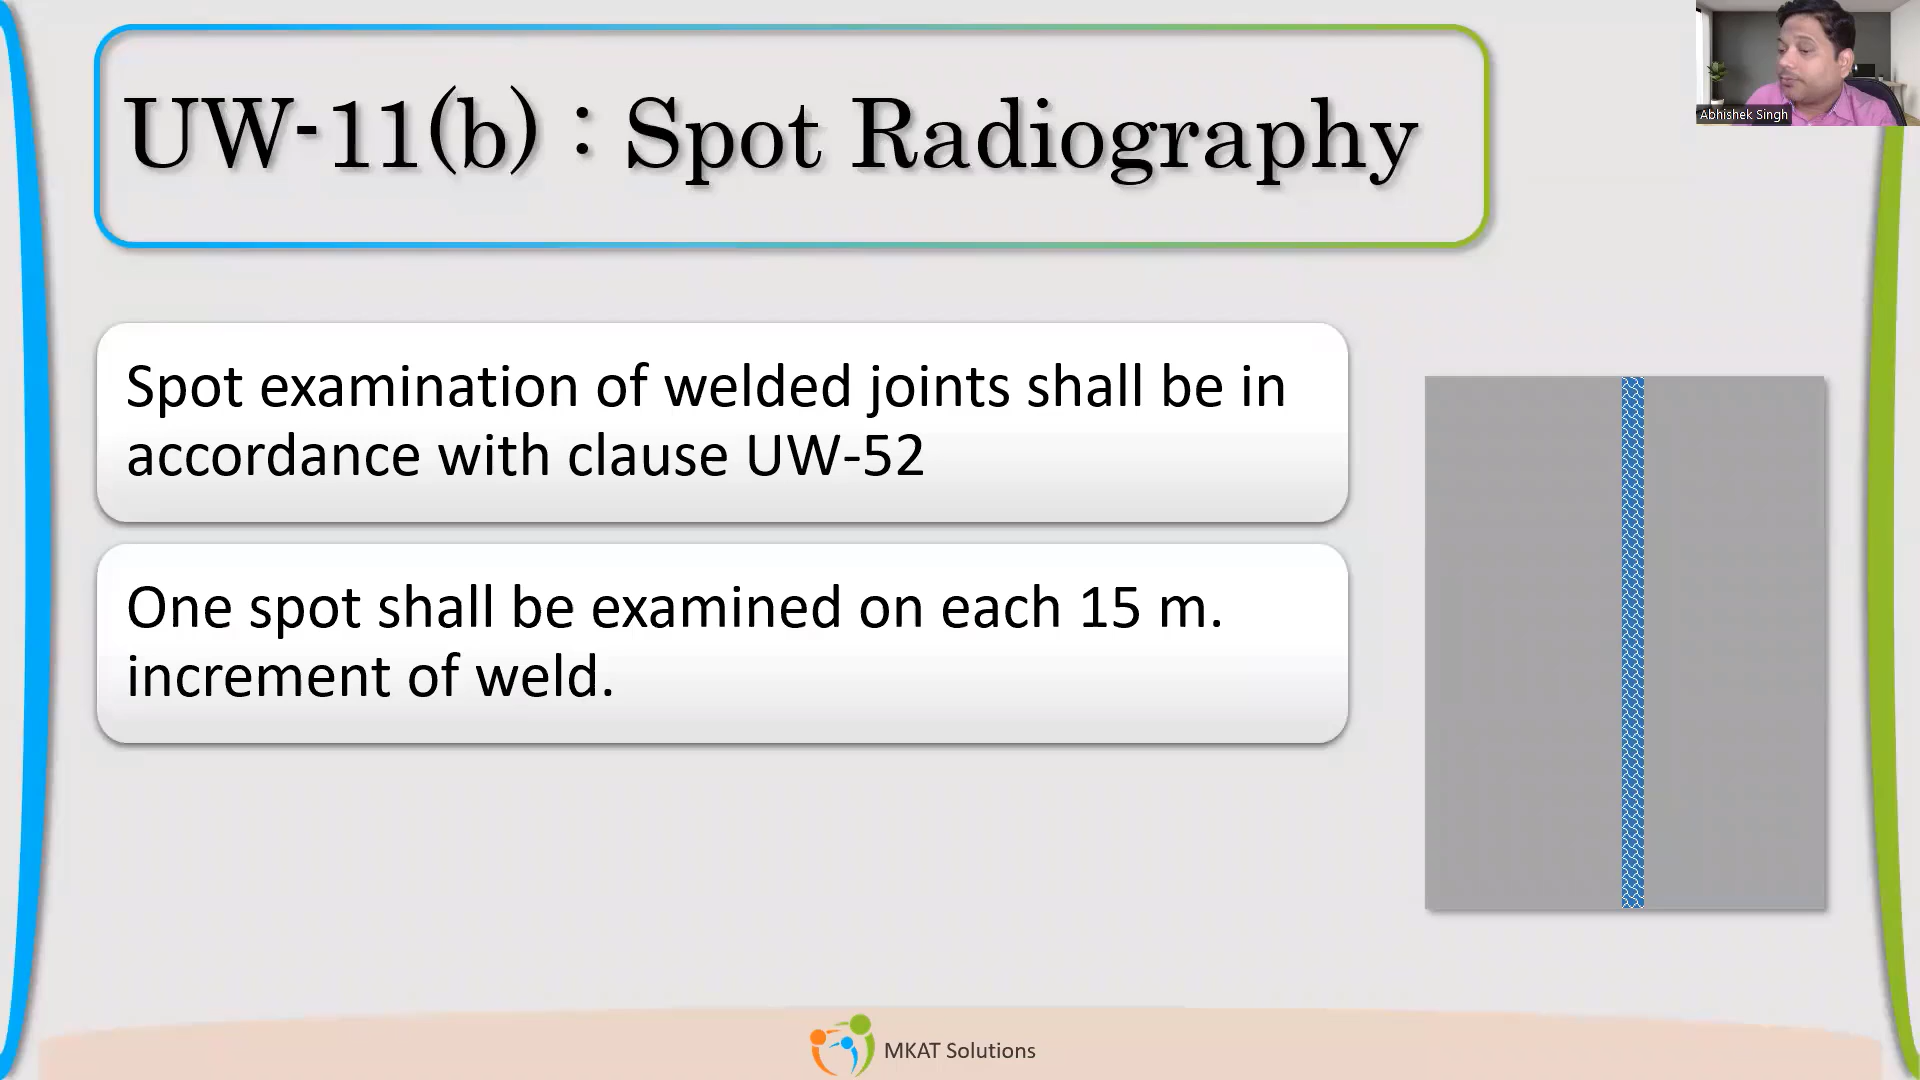 UW-11(b) : Spot Radiography
Abhishek Singh
Spot examination of welded joints shall be in
accordance with clause UW-52
One spot shall be examined on each 15 m.
increment of weld.
MKAT Solutions